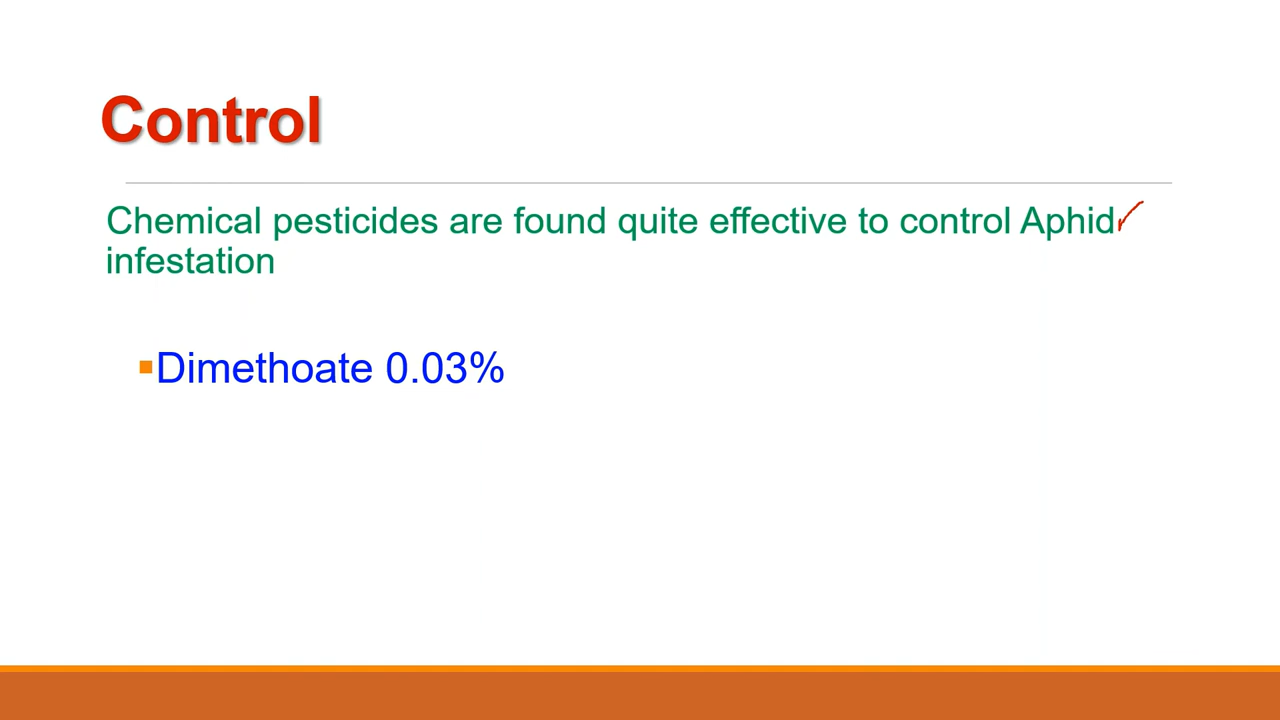 Control
Chemical pesticides are found quite effective to control Aphid✓
infestation
▪Dimethoate 0.03%